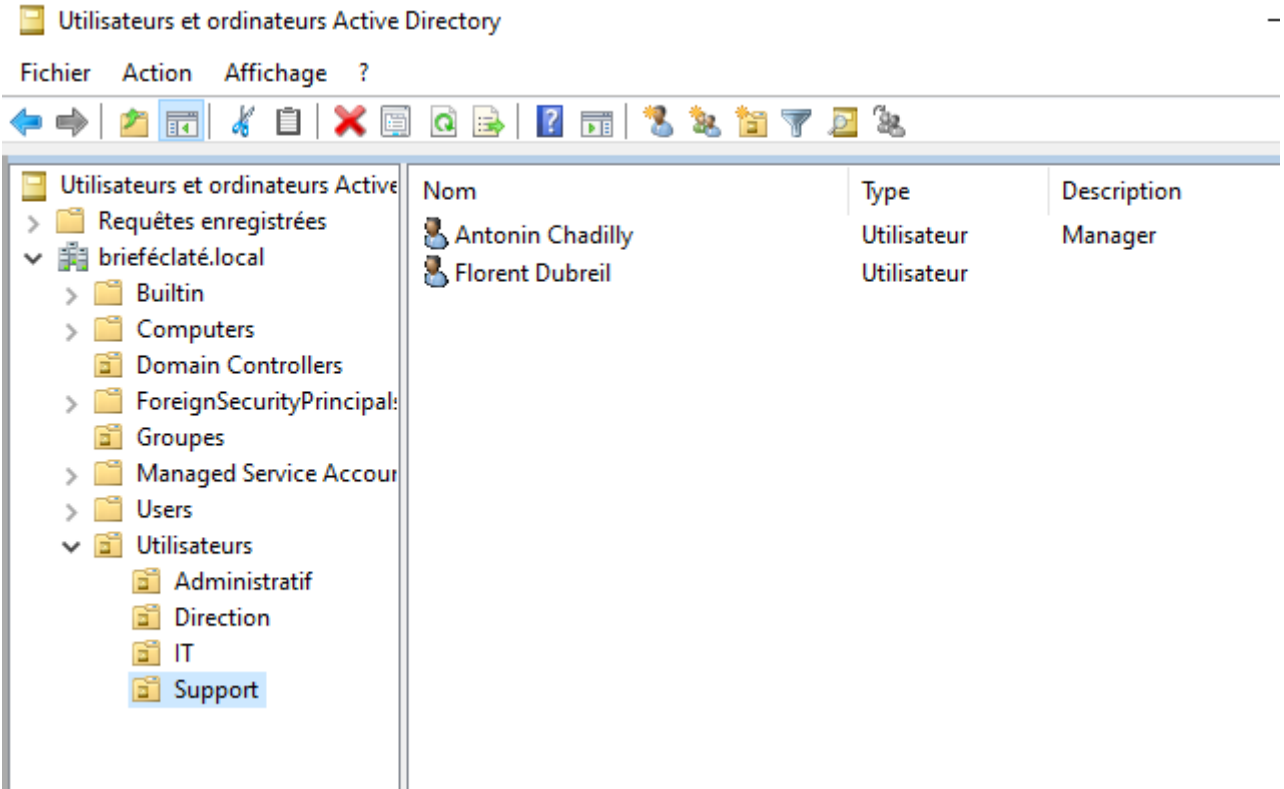 Utilisateurs et ordinateurs Active Directory
Fichier Action Affichage ?
Utilisateurs et ordinateurs Active
Requêtes enregistrées
brieféclaté.local
Builtin
Computers
Domain Controllers
ForeignSecurityPrincipals
Groupes
Managed Service Accour
Users
Utilisateurs
Administratif
Direction
IT
Support
Nom Type Description
Antonin Chadilly Utilisateur Manager
Florent Dubreil Utilisateur